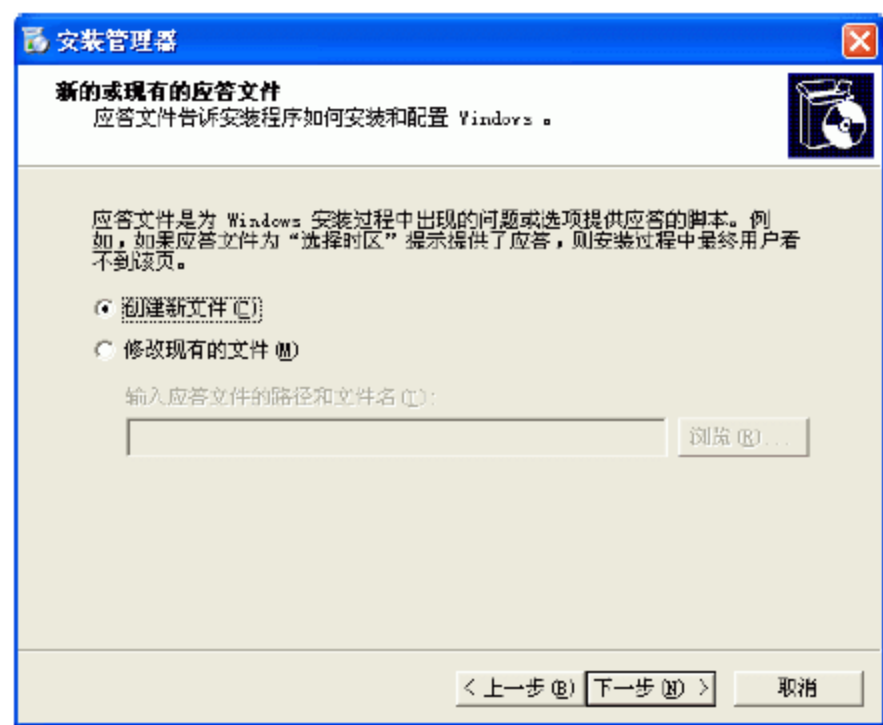 安装管理器
新的或现有的应答文件
应答文件告诉安装程序如何安装和配置 Windows 。
应答文件是为 Windows 安装过程中出现的问题或选项提供应答的脚本。例
如，如果应答文件为“选择时区”提示提供了应答，则安装过程中最终用户看
不到该页。
创建新文件(C)
修改现有的文件(M)
输入应答文件的路径和文件名(T):
浏览(R)...
< 上一步(B)
下一步(N) >
取消